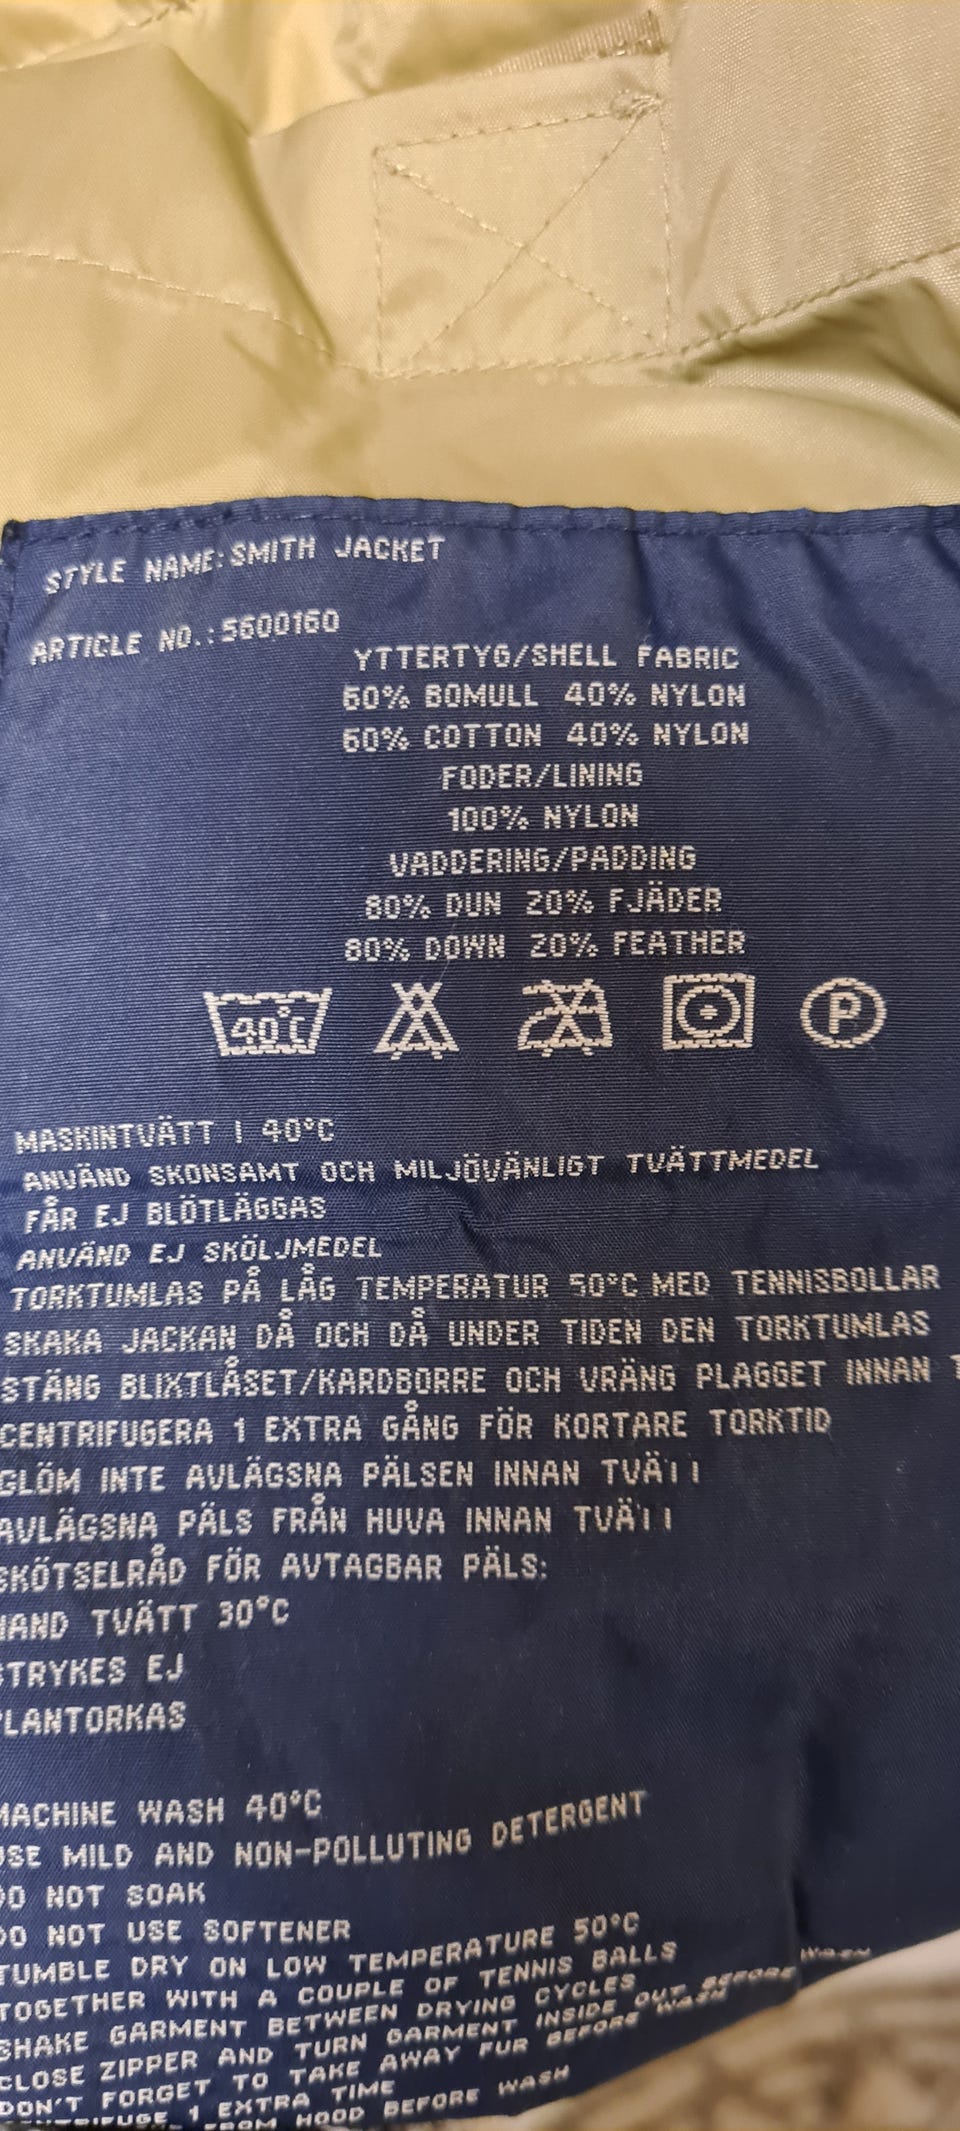 STYLE NAME: SMITH JACKET
ARTICLE NO.: 5600160
YTTERTYG/SHELL FABRIC
60% BOMULL 40% NYLON
60% COTTON 40% NYLON
FODER/LINING
100% NYLON
VADDERING/PADDING
80% DUN 20% FJÄDER
80% DOWN 20% FEATHER
40°C P
MASKINTVÄTT I 40°C
ANVÄND SKONSAMT OCH MILJÖVÄNLIGT TVÄTTMEDEL
FÅR EJ BLÖTLÄGGAS
ANVÄND EJ SKÖLJMEDEL
TORKTUMLAS PÅ LÅG TEMPERATUR 50°C MED TENNISBOLLAR
SKAKA JACKAN DÅ OCH DÅ UNDER TIDEN DEN TORKTUMLAS
STÄNG BLIXTLÅSET/KARDBORRE OCH VRÄNG PLAGGET INNAN
CENTRIFUGERA 1 EXTRA GÅNG FÖR KORTARE TORKTID
GLÖM INTE AVLÄGSNA PÄLSEN INNAN TVÄTT
AVLÄGSNA PÄLS FRÅN HUVA INNAN TVÄTT
SKÖTSELRÅD FÖR AVTAGBAR PÄLS:
HAND TVÄTT 30°C
STRYKES EJ
PLANTORKAS
MACHINE WASH 40°C
USE MILD AND NON-POLLUTING DETERGENT
DO NOT SOAK
DO NOT USE SOFTENER
TUMBLE DRY ON LOW TEMPERATURE 50°C
TOGETHER WITH A COUPLE OF TENNIS BALLS
SHAKE GARMENT BETWEEN DRYING CYCLES
CLOSE ZIPPER AND TURN GARMENT INSIDE OUT BEFORE WASH
DON'T FORGET TO TAKE AWAY FUR BEFORE WASH
CENTRIFUGE 1 EXTRA TIME
FROM HOOD BEFORE WASH